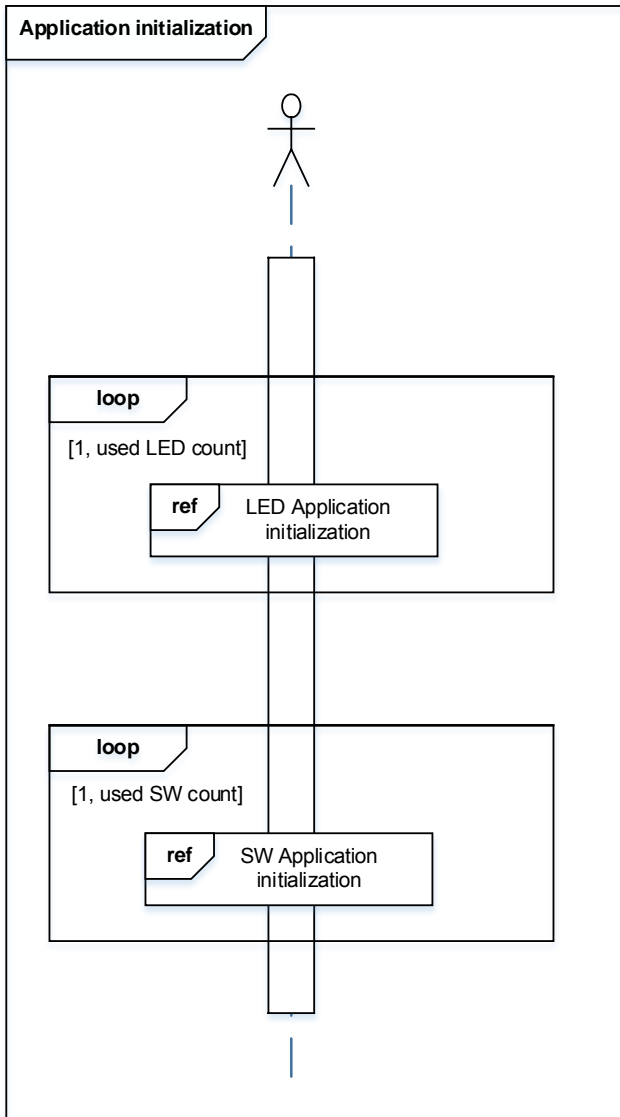 Application initialization
loop
[1, used LED count]
ref
LED Application
initialization
loop
[1, used SW count]
ref
SW Application
initialization